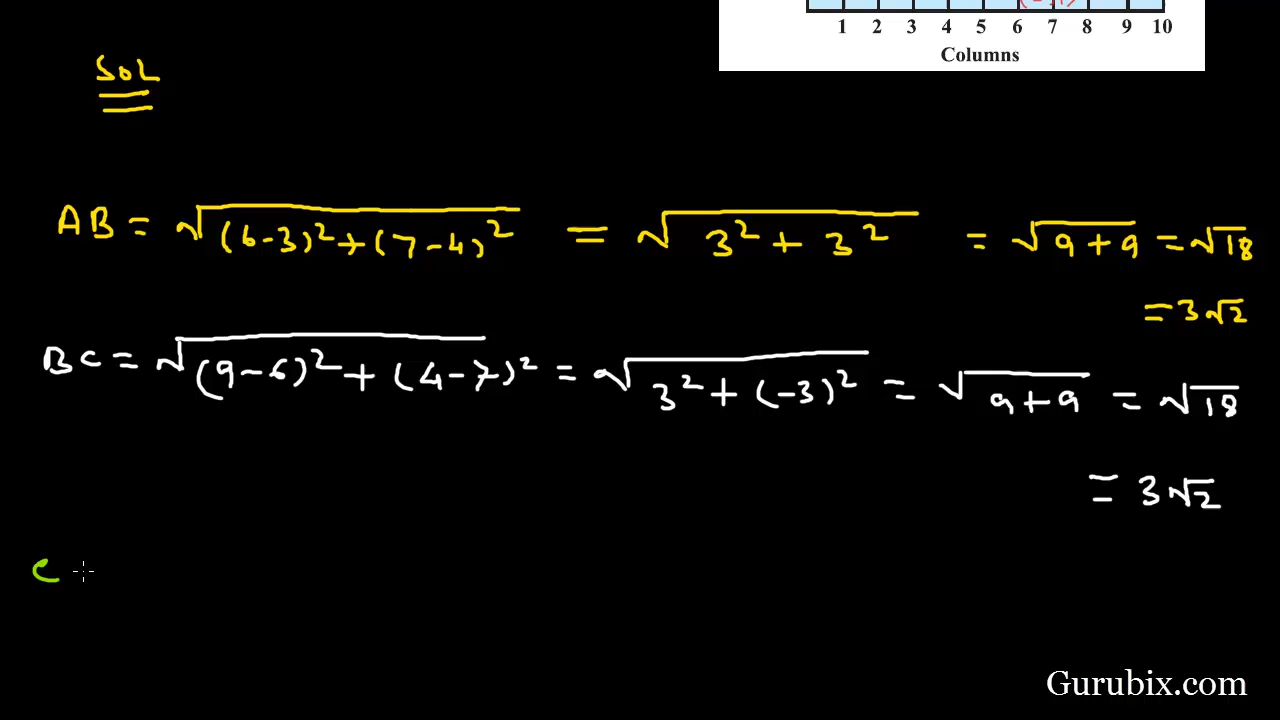 1 2 3 4 5 6 7 8 9 10
Columns
SOL
AB = √(6-3)²+(7-4)² = √3² + 3² = √9+9 = √18
= 3√2
BC = √(9-6)² + (4-7)² = √3² + (-3)² = √9+9 = √18
= 3√2
C
Gurubix.com